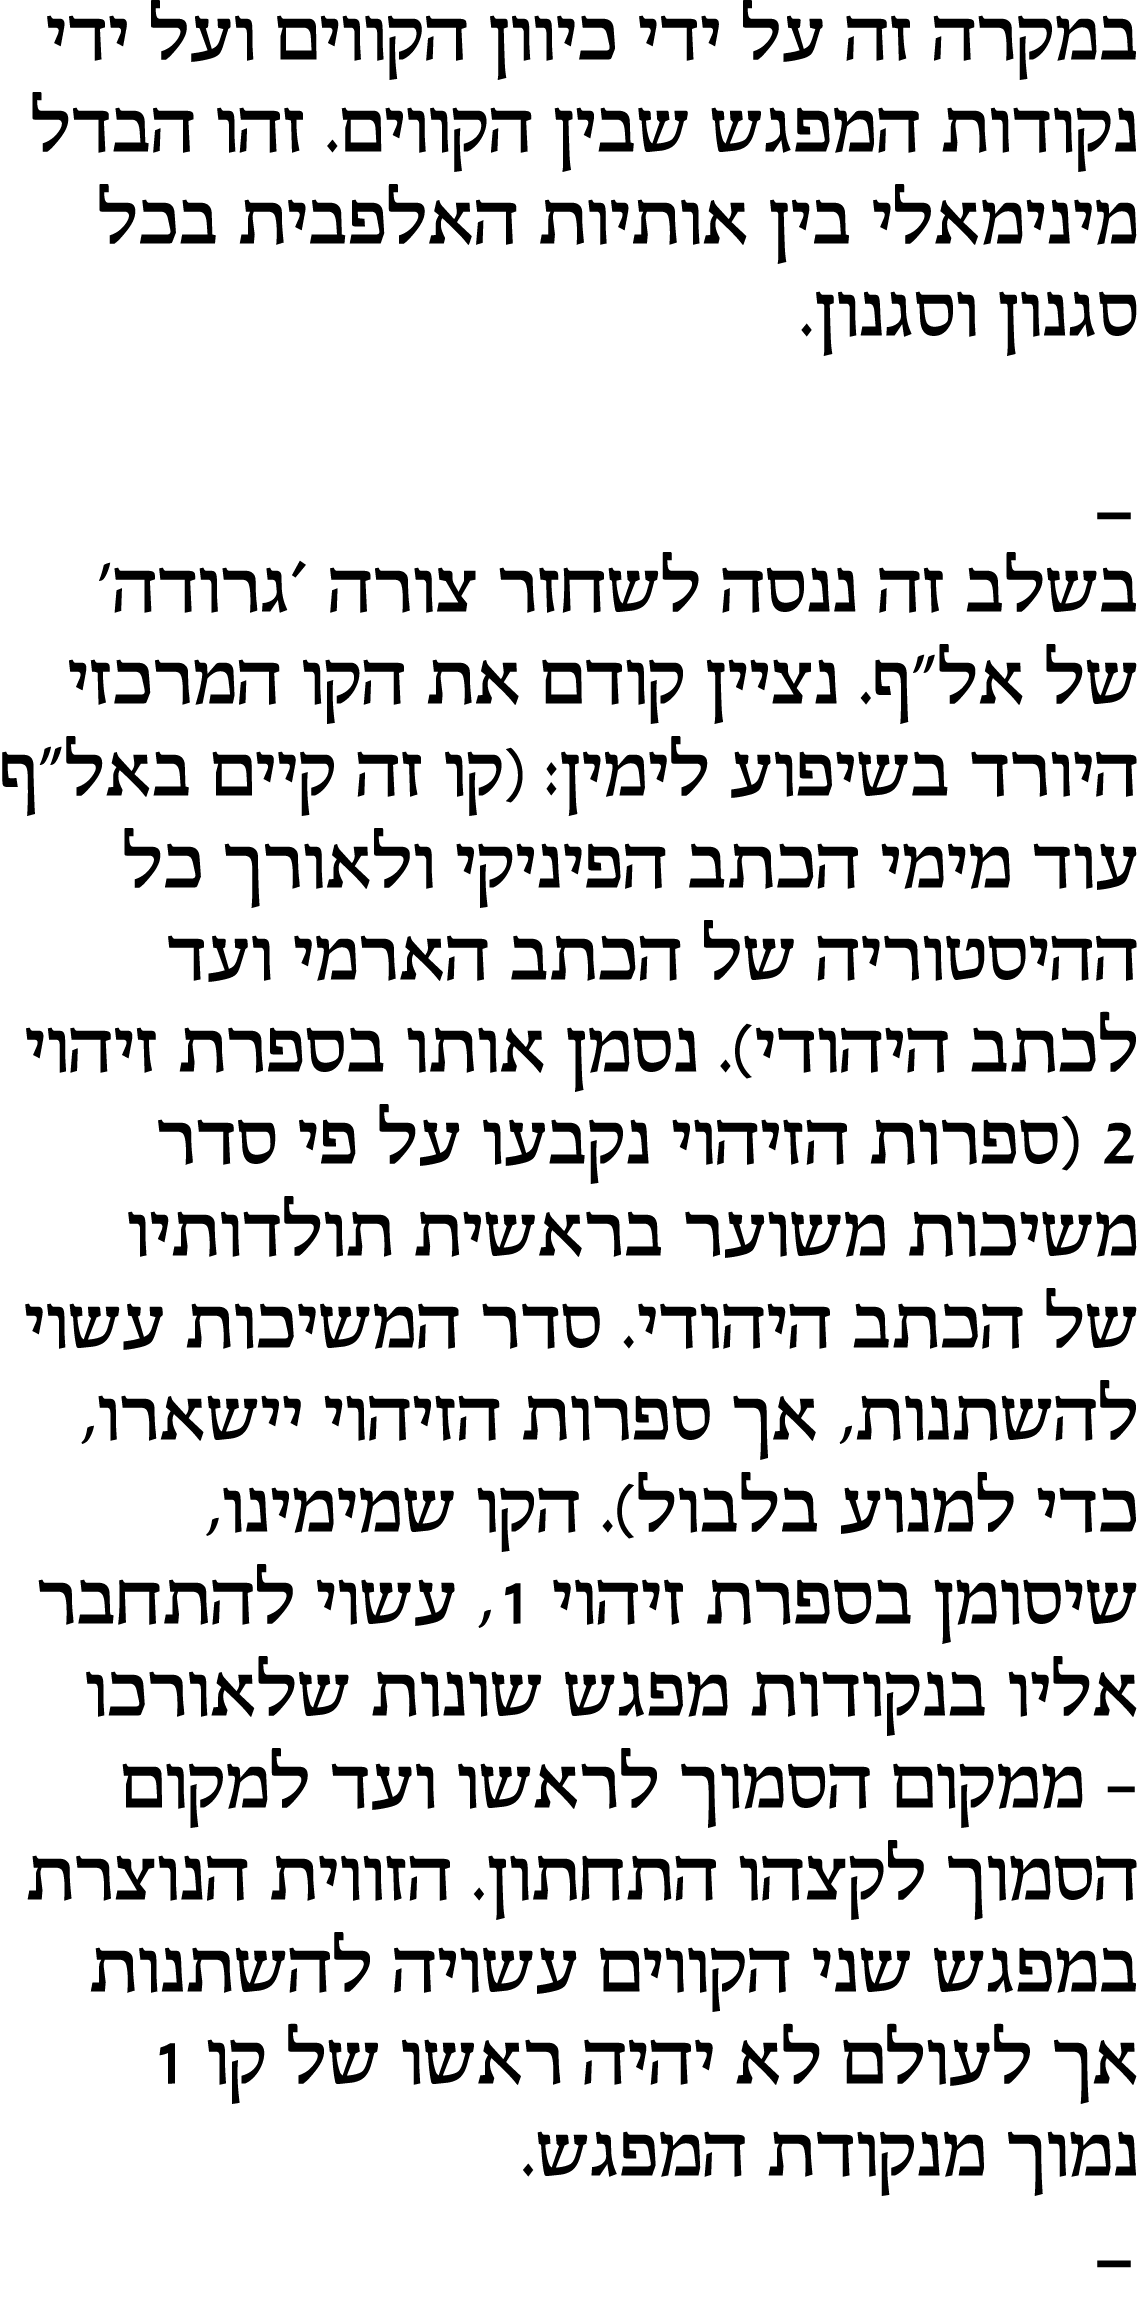 במקרה זה על ידי כיוון הקווים ועל ידי
נקודות המפגש שבין הקווים. זהו הבדל
מינימאלי בין אותיות האלפבית בכל
סגנון וסגנון.
–
בשלב זה ננסה לשחזר צורה ׳גרודה׳
של אל״ף. נציין קודם את הקו המרכזי
היורד בשיפוע לימין: (קו זה קיים באל״ף
עוד מימי הכתב הפיניקי ולאורך כל
ההיסטוריה של הכתב הארמי ועד
לכתב היהודי). נסמן אותו בספרת זיהוי
2 (ספרות הזיהוי נקבעו על פי סדר
משיכות משוער בראשית תולדותיו
של הכתב היהודי. סדר המשיכות עשוי
להשתנות, אך ספרות הזיהוי יישארו,
כדי למנוע בלבול). הקו שמימינו,
שיסומן בספרת זיהוי 1, עשוי להתחבר
אליו בנקודות מפגש שונות שלאורכו
– ממקום הסמוך לראשו ועד למקום
הסמוך לקצהו התחתון. הזווית הנוצרת
במפגש שני הקווים עשויה להשתנות
אך לעולם לא יהיה ראשו של קו 1
נמוך מנקודת המפגש.
–